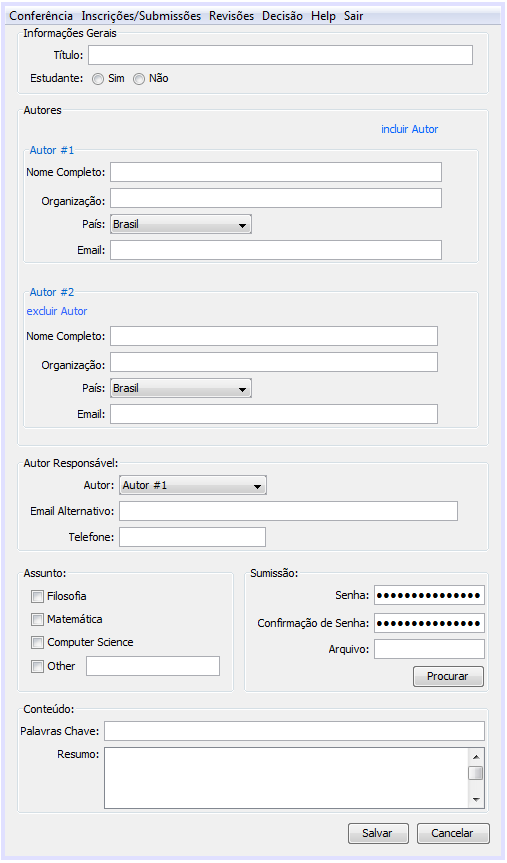 Conferência Inscrições/Submissões Revisões Decisão Help Sair
Informações Gerais
Título:
Estudante: Sim Não
Autores
incluir Autor
Autor #1
Nome Completo:
Organização:
País: Brasil
Email:
Autor #2
excluir Autor
Nome Completo:
Organização:
País: Brasil
Email:
Autor Responsável:
Autor: Autor #1
Email Alternativo:
Telefone:
Assunto:
Filosofia
Matemática
Computer Science
Other
Sumissão:
Senha: •••••••••••••••
Confirmação de Senha: •••••••••••••••
Arquivo:
Procurar
Conteúdo:
Palavras Chave:
Resumo:
Salvar Cancelar